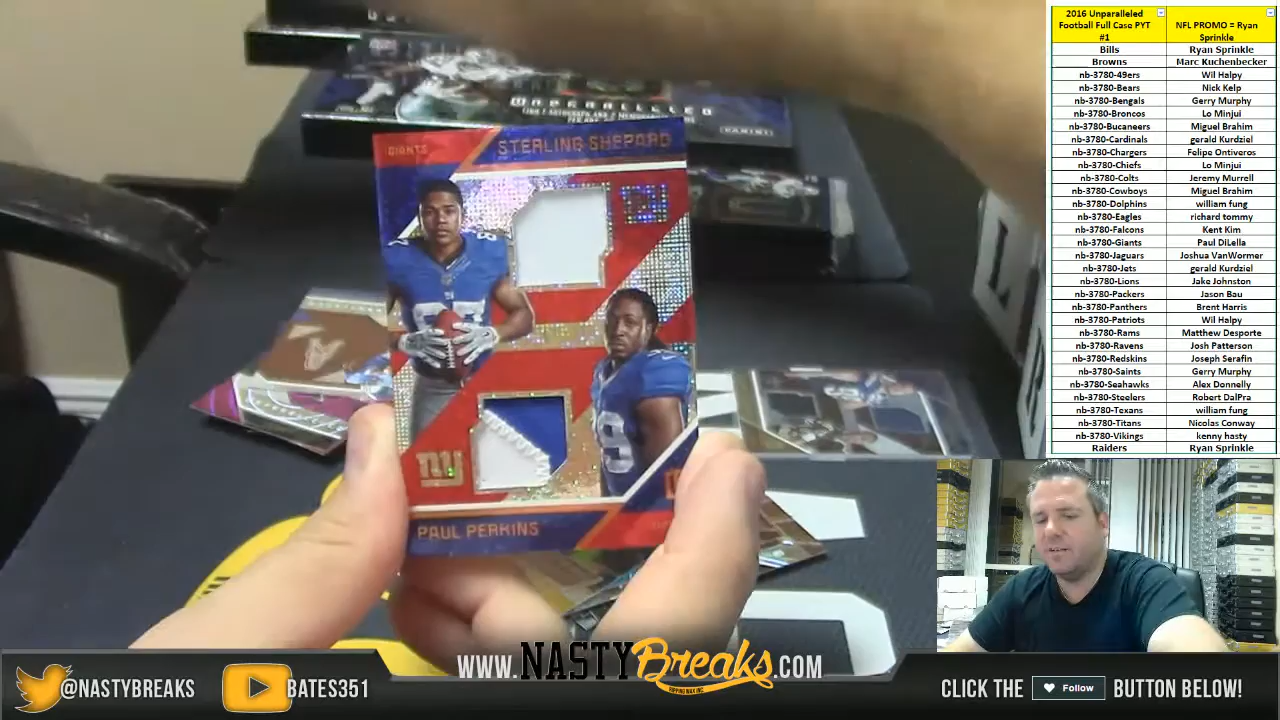 UNPARALLELED
PANINI
GIANTS
STERLING SHEPARD
87
NY
PAUL PERKINS
2016 Unparalleled Football Full Case PYT #1
NFL PROMO = Ryan Sprinkle
Bills Ryan Sprinkle
Browns Marc Kuchenbecker
nb-3780-49ers Wil Halpy
nb-3780-Bears Nick Kelp
nb-3780-Bengals Gerry Murphy
nb-3780-Broncos Lo Minjui
nb-3780-Bucaneers Miguel Brahim
nb-3780-Cardinals gerald Kurdziel
nb-3780-Chargers Felipe Ontiveros
nb-3780-Chiefs Lo Minjui
nb-3780-Colts Jeremy Murrell
nb-3780-Cowboys Miguel Brahim
nb-3780-Dolphins william fung
nb-3780-Eagles richard tommy
nb-3780-Falcons Kent Kim
nb-3780-Giants Paul DiLella
nb-3780-Jaguars Joshua VanWormer
nb-3780-Jets gerald Kurdziel
nb-3780-Lions Jake Johnston
nb-3780-Packers Jason Bau
nb-3780-Panthers Brent Harris
nb-3780-Patriots Wil Halpy
nb-3780-Rams Matthew Desporte
nb-3780-Ravens Josh Patterson
nb-3780-Redskins Joseph Serafin
nb-3780-Saints Gerry Murphy
nb-3780-Seahawks Alex Donnelly
nb-3780-Steelers Robert DalPra
nb-3780-Texans william fung
nb-3780-Titans Nicolas Conway
nb-3780-Vikings kenny hasty
Raiders Ryan Sprinkle
@NASTYBREAKS
BATES351
WWW.NASTYBreaks.COM
RIPPING WAX INC.
CLICK THE Follow BUTTON BELOW!